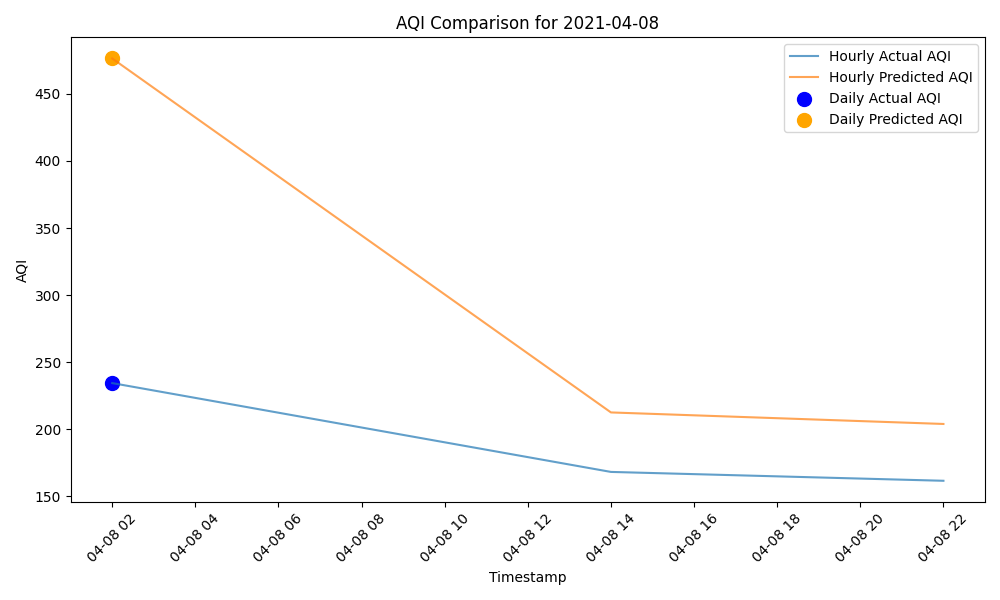 AQI Comparison for 2021-04-08
Hourly Actual AQI
Hourly Predicted AQI
Daily Actual AQI
Daily Predicted AQI
AQI
450
400
350
300
250
200
150
04-08 02
04-08 04
04-08 06
04-08 08
04-08 10
04-08 12
04-08 14
04-08 16
04-08 18
04-08 20
04-08 22
Timestamp